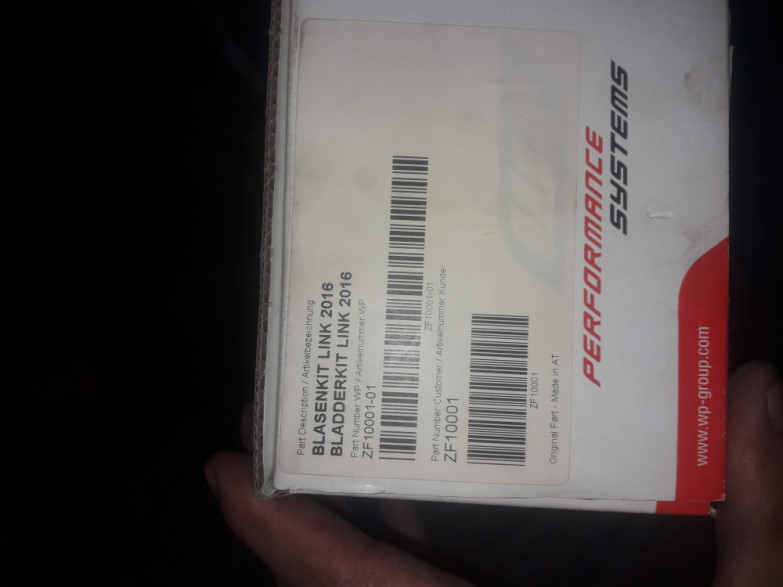 Part Description / Artikelbezeichnung
BLASENKIT LINK 2016
BLADDERKIT LINK 2016
Part Number WP / Artikelnummer WP
ZF10001-01
ZF10001-01
Part Number Customer / Artikelnummer Kunde
ZF10001
ZF10001
Original Part - Made in AT
PERFORMANCE
SYSTEMS
www.wp-group.com